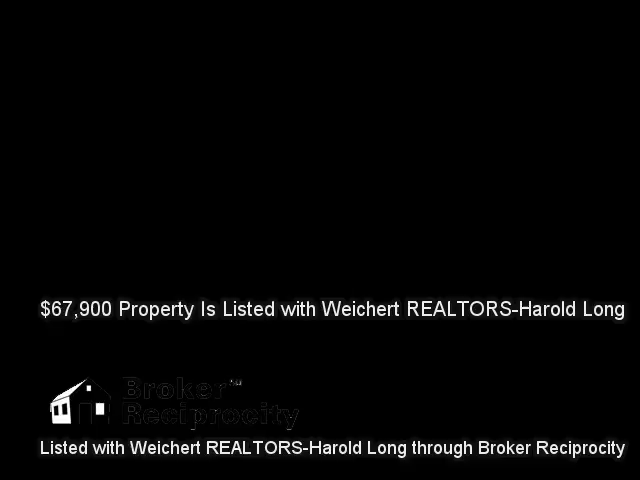 $67,900 Property Is Listed with Weichert REALTORS-Harold Long
Broker™
Reciprocity
Listed with Weichert REALTORS-Harold Long through Broker Reciprocity